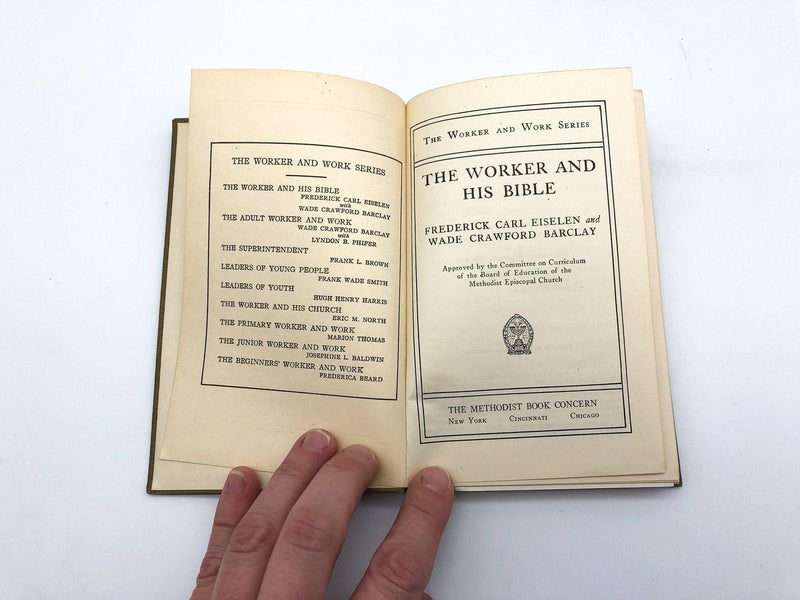 THE WORKER AND WORK SERIES
THE WORKER AND HIS BIBLE
FREDERICK CARL EISELEN
with
WADE CRAWFORD BARCLAY
THE ADULT WORKER AND WORK
WADE CRAWFORD BARCLAY
with
LYNDON B. PHIFER
THE SUPERINTENDENT
FRANK L. BROWN
LEADERS OF YOUNG PEOPLE
FRANK WADE SMITH
LEADERS OF YOUTH
HUGH HENRY HARRIS
THE WORKER AND HIS CHURCH
ERIC M. NORTH
THE PRIMARY WORKER AND WORK
MARION THOMAS
THE JUNIOR WORKER AND WORK
JOSEPHINE L. BALDWIN
THE BEGINNERS' WORKER AND WORK
FREDERICA BEARD
THE WORKER AND WORK SERIES
THE WORKER AND
HIS BIBLE
FREDERICK CARL EISELEN and
WADE CRAWFORD BARCLAY
Approved by the Committee on Curriculum
of the Board of Education of the
Methodist Episcopal Church
THE METHODIST BOOK CONCERN
NEW YORK CINCINNATI CHICAGO